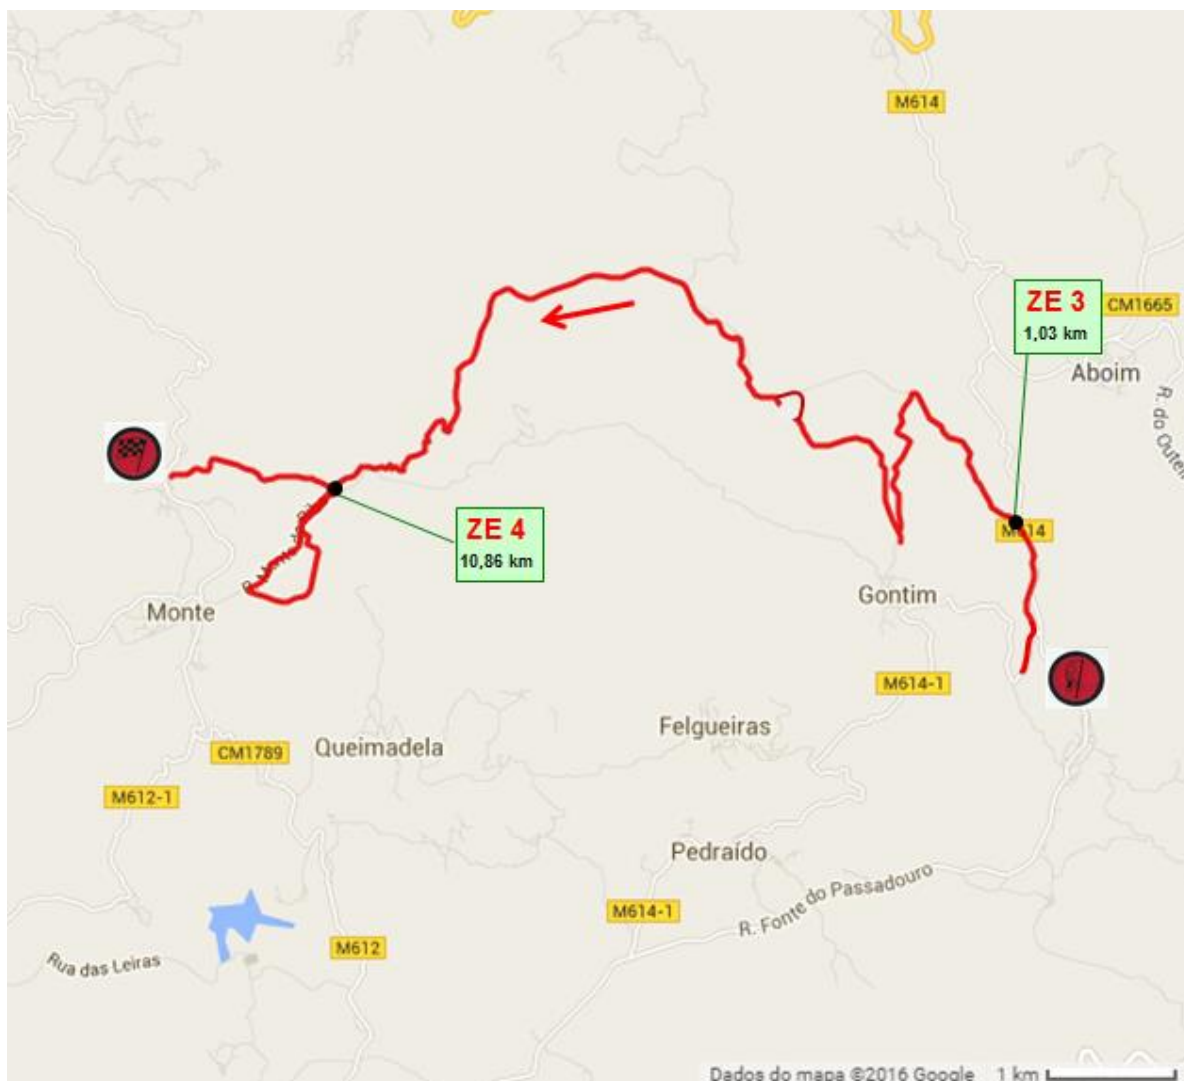 M614
ZE 3
1,03 km
CM1665
Aboim
R. do Outei
ZE 4
10,86 km
M614
Gontim
Monte
M614-1
Felgueiras
Queimadela
CM1789
M612-1
Pedraído
R. Fonte do Passadouro
M614-1
M612
Rua das Leiras
Dados do mapa ©2016 Google
1 km